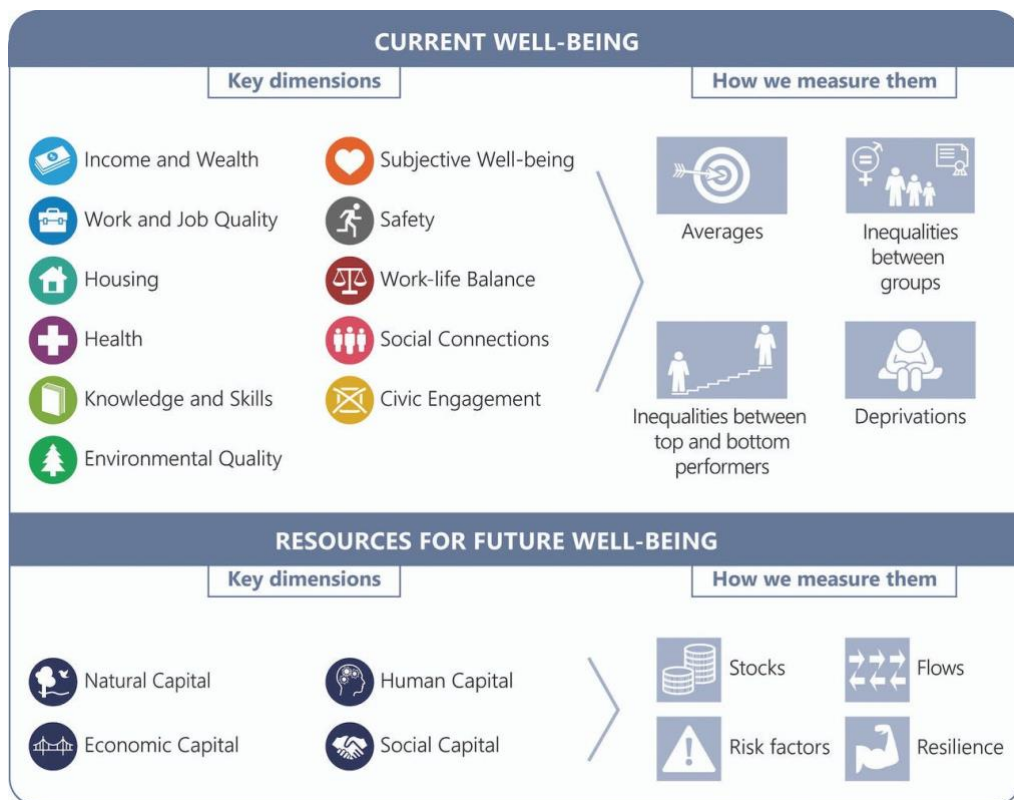 CURRENT WELL-BEING
Key dimensions
How we measure them
Income and Wealth
Work and Job Quality
Housing
Health
Knowledge and Skills
Environmental Quality
Subjective Well-being
Safety
Work-life Balance
Social Connections
Civic Engagement
Averages
Inequalities
between
groups
Inequalities between
top and bottom
performers
Deprivations
RESOURCES FOR FUTURE WELL-BEING
Key dimensions
How we measure them
Natural Capital
Economic Capital
Human Capital
Social Capital
Stocks
Flows
Risk factors
Resilience